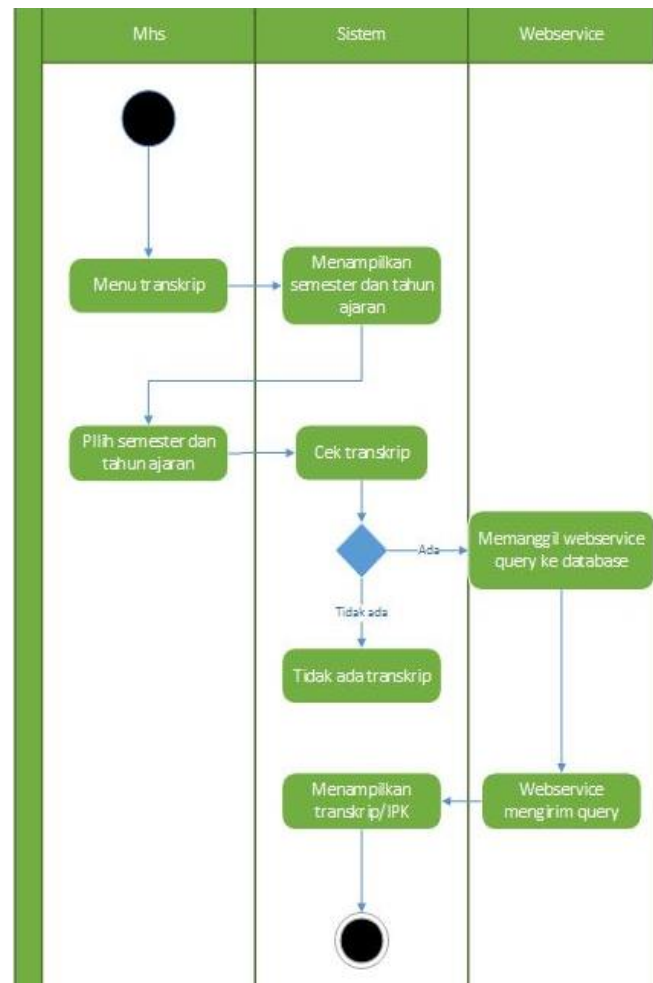 Mhs
Sistem
Webservice
Menu transkrip
Menampilkan
semester dan tahun
ajaran
PIlih semester dan
tahun ajaran
Cek transkrip
Ada
Memanggil webservice
query ke database
Tidak ada
Tidak ada transkrip
Menampilkan
transkrip/IPK
Webservice
mengirim query